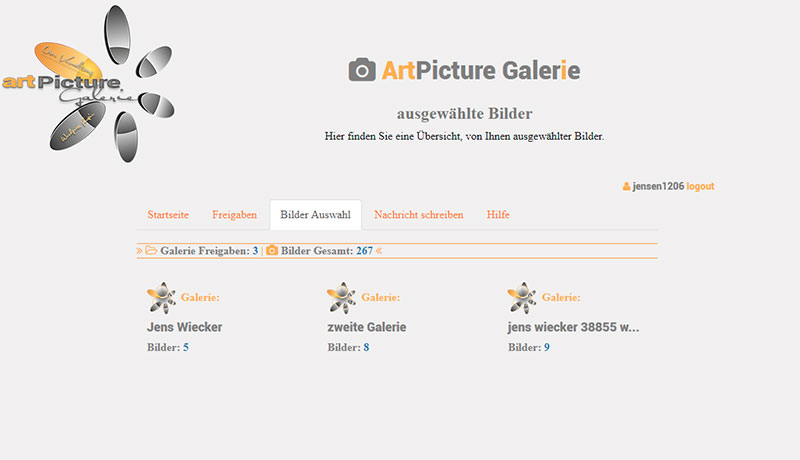 artPicture
Galerie
ArtPicture Galerie
ausgewählte Bilder
Hier finden Sie eine Übersicht, von Ihnen ausgewählter Bilder.
jensen1206 logout
Startseite Freigaben Bilder Auswahl Nachricht schreiben Hilfe
» Galerie Freigaben: 3 | Bilder Gesamt: 267 «
Galerie: Galerie: Galerie:
Jens Wiecker zweite Galerie jens wiecker 38855 w...
Bilder: 5 Bilder: 8 Bilder: 9